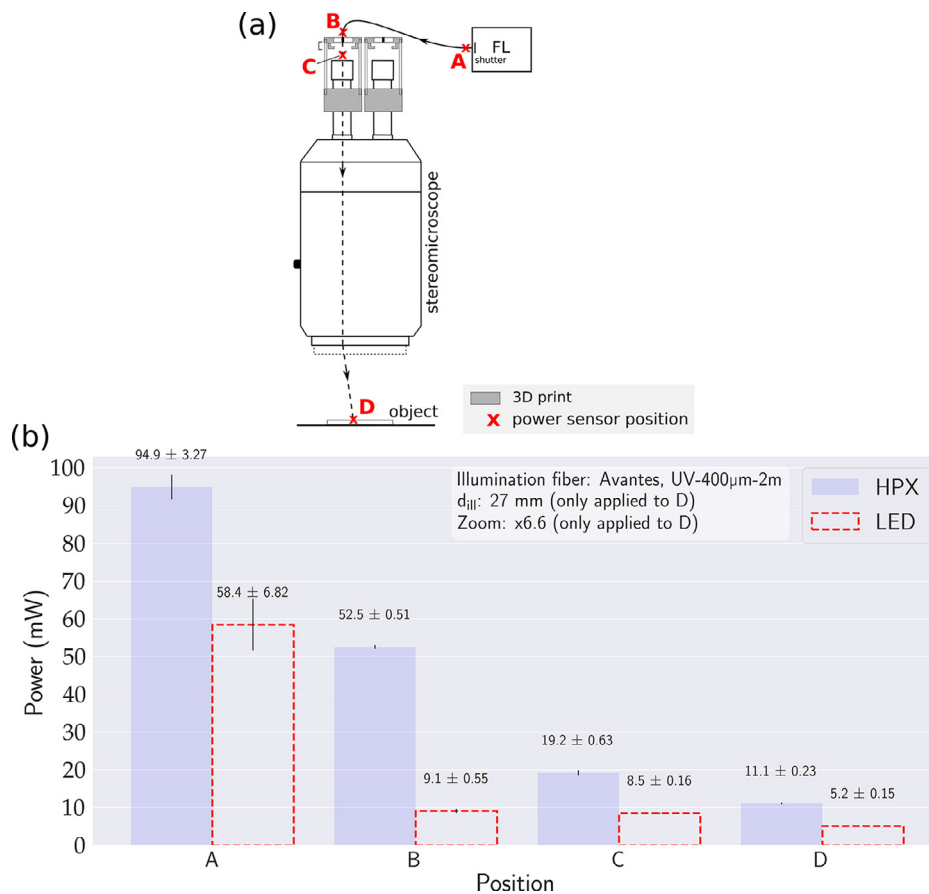 (a)
B
A
FL
shutter
C
stereomicroscope
D
object
3D print
x power sensor position
(b)
Power (mW)
100
90
80
70
60
50
40
30
20
10
0
94.9 ± 3.27
58.4 ± 6.82
52.5 ± 0.51
9.1 ± 0.55
19.2 ± 0.63
8.5 ± 0.16
11.1 ± 0.23
5.2 ± 0.15
Illumination fiber: Avantes, UV-400μm-2m
dill: 27 mm (only applied to D)
Zoom: x6.6 (only applied to D)
HPX
LED
A B C D
Position